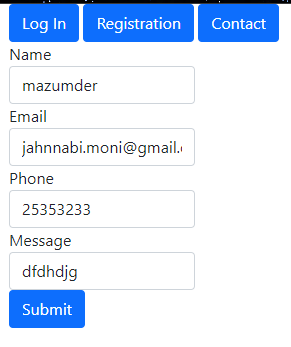 Log In Registration Contact
Name
mazumder
Email
jahnnabi.moni@gmail.
Phone
25353233
Message
dfdhdjg
Submit